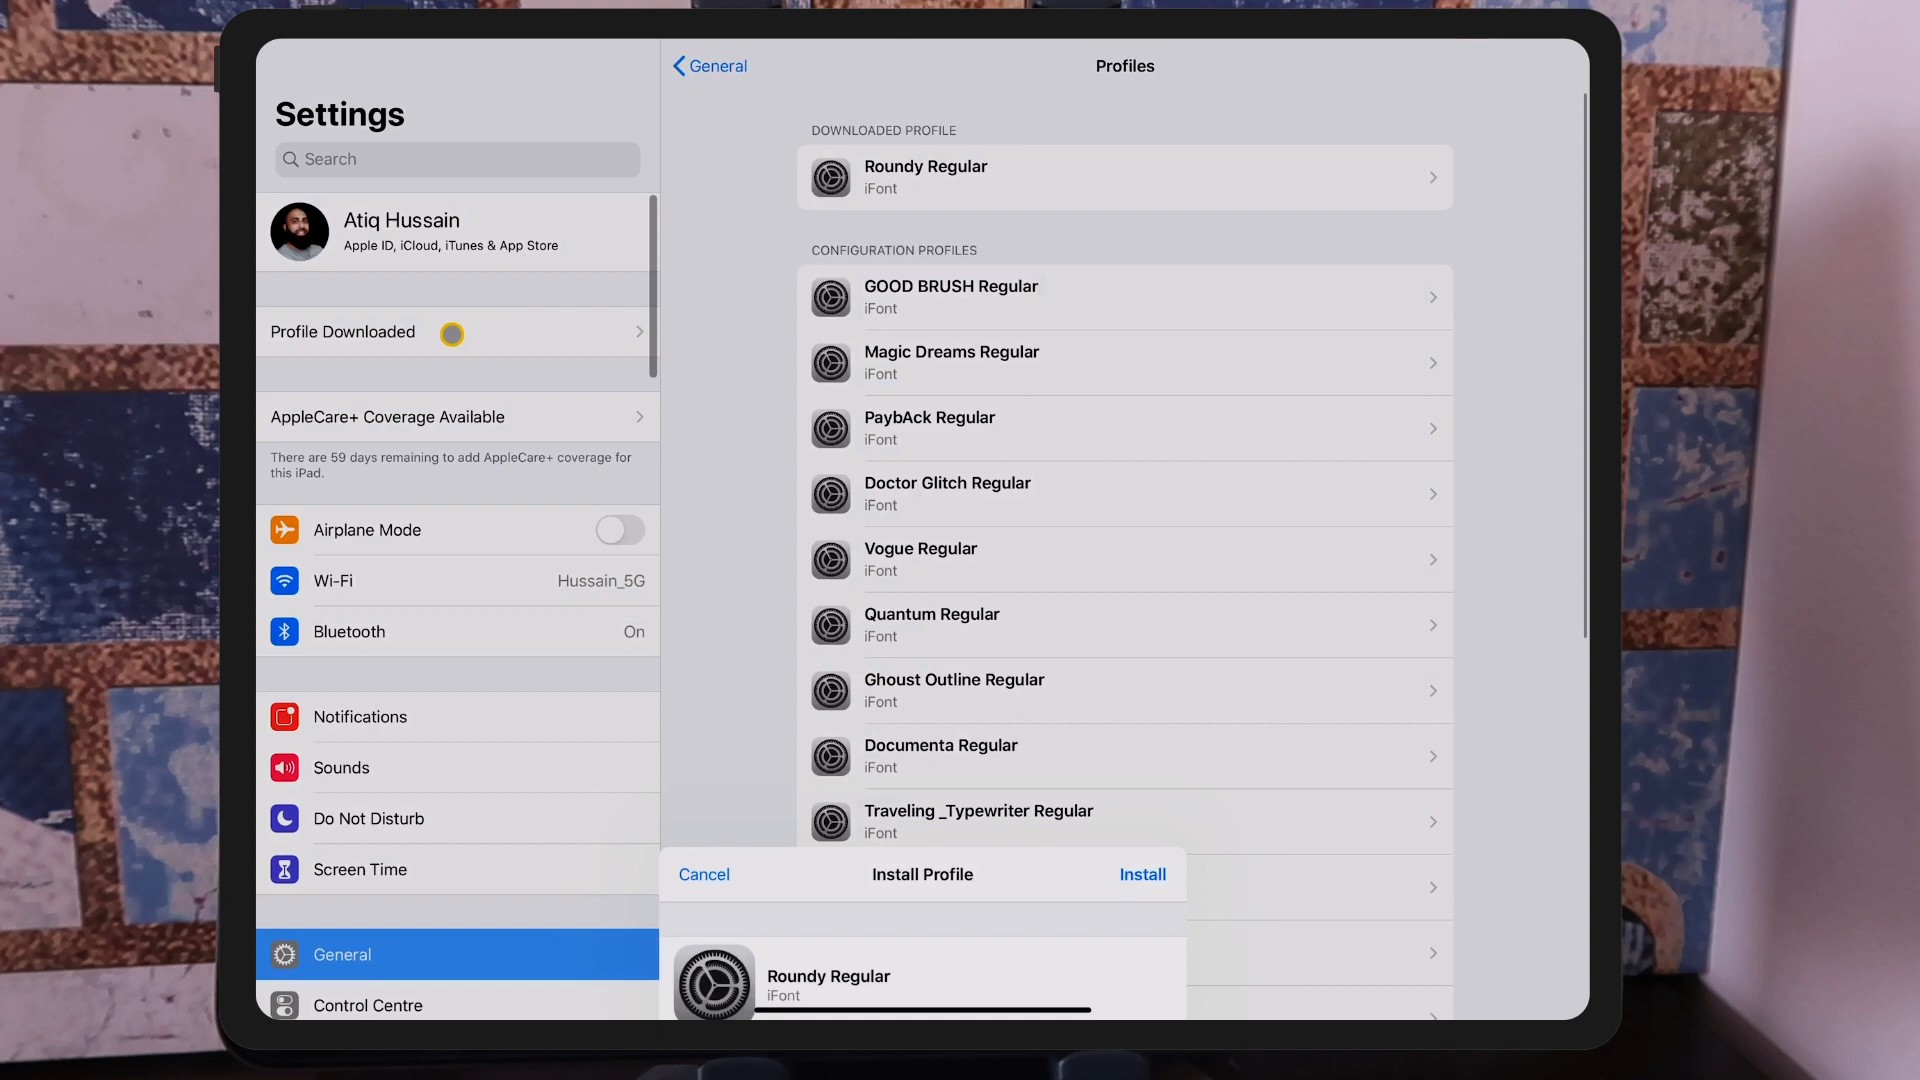 Settings
Search
Atiq Hussain
Apple ID, iCloud, iTunes & App Store
Profile Downloaded
AppleCare+ Coverage Available
There are 59 days remaining to add AppleCare+ coverage for
this iPad.
Airplane Mode
Wi-Fi Hussain_5G
Bluetooth On
Notifications
Sounds
Do Not Disturb
Screen Time
General
Control Centre
General
Profiles
DOWNLOADED PROFILE
Roundy Regular
iFont
CONFIGURATION PROFILES
GOOD BRUSH Regular
iFont
Magic Dreams Regular
iFont
PaybAck Regular
iFont
Doctor Glitch Regular
iFont
Vogue Regular
iFont
Quantum Regular
iFont
Ghoust Outline Regular
iFont
Documenta Regular
iFont
Traveling _Typewriter Regular
iFont
Cancel Install Profile Install
Roundy Regular
iFont